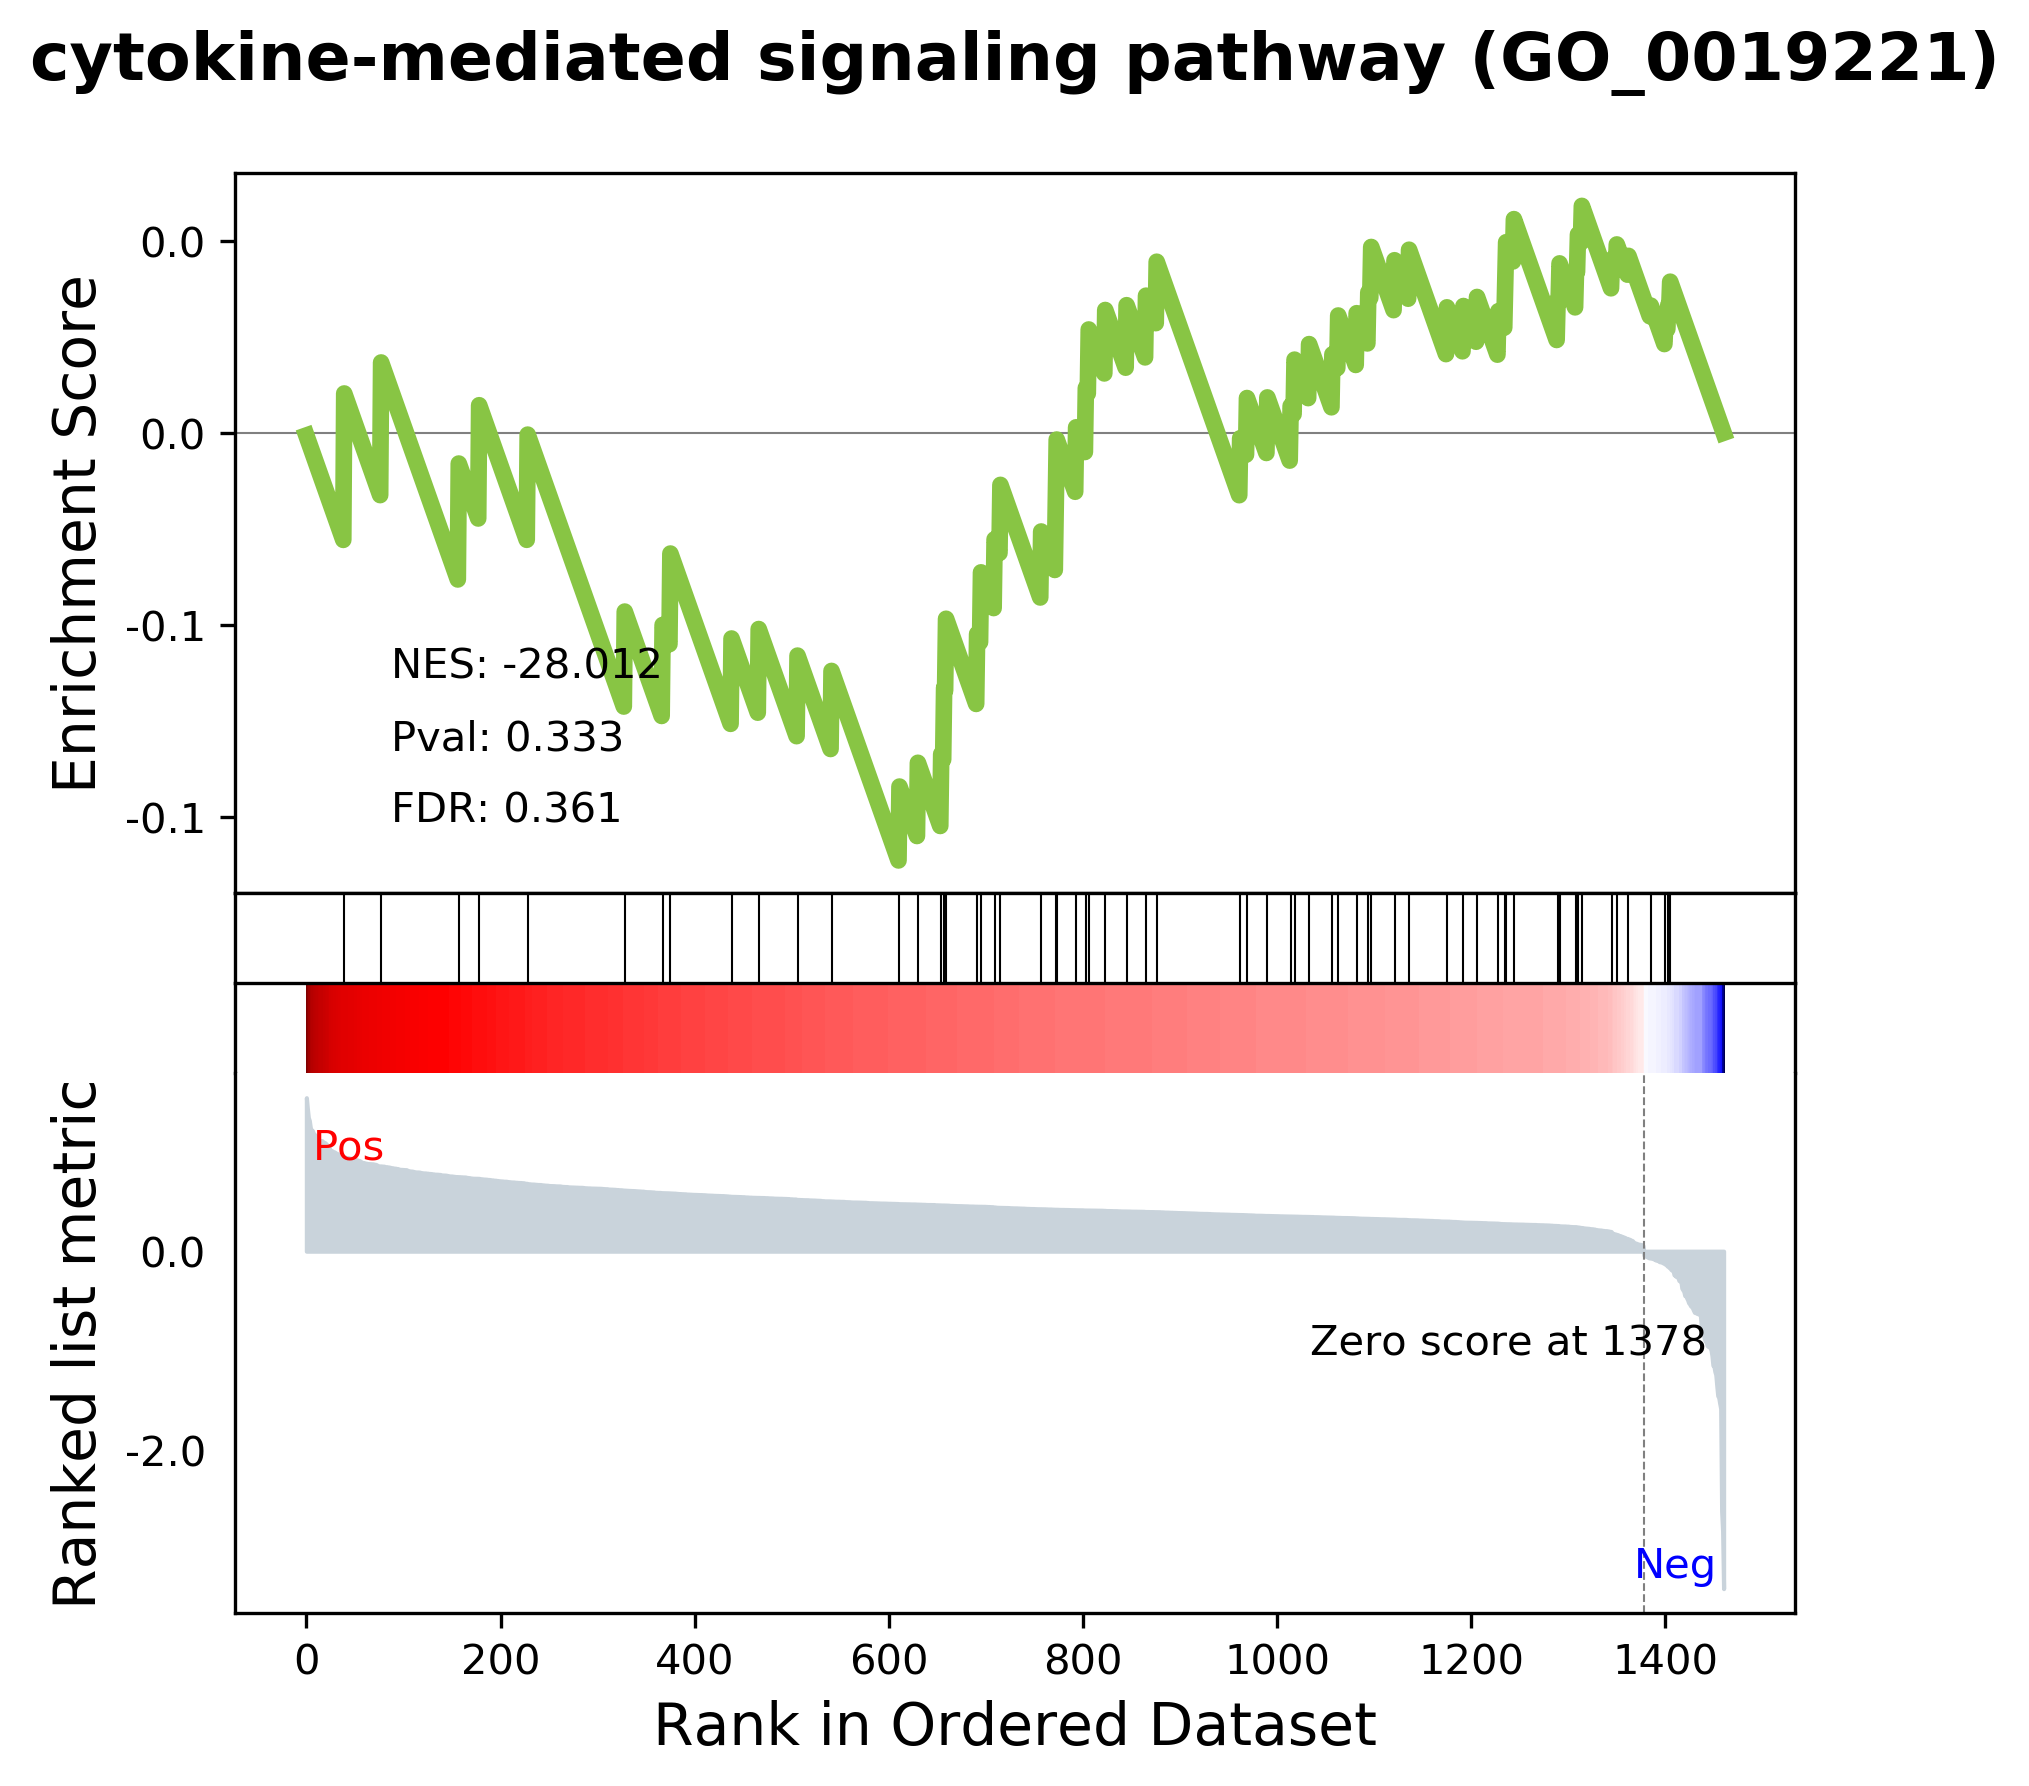 cytokine-mediated signaling pathway (GO_0019221)
Enrichment Score
0.0
0.0
-0.1
-0.1
NES: -28.012
Pval: 0.333
FDR: 0.361
Ranked list metric
Pos
0.0
-2.0
Zero score at 1378
Neg
0 200 400 600 800 1000 1200 1400
Rank in Ordered Dataset